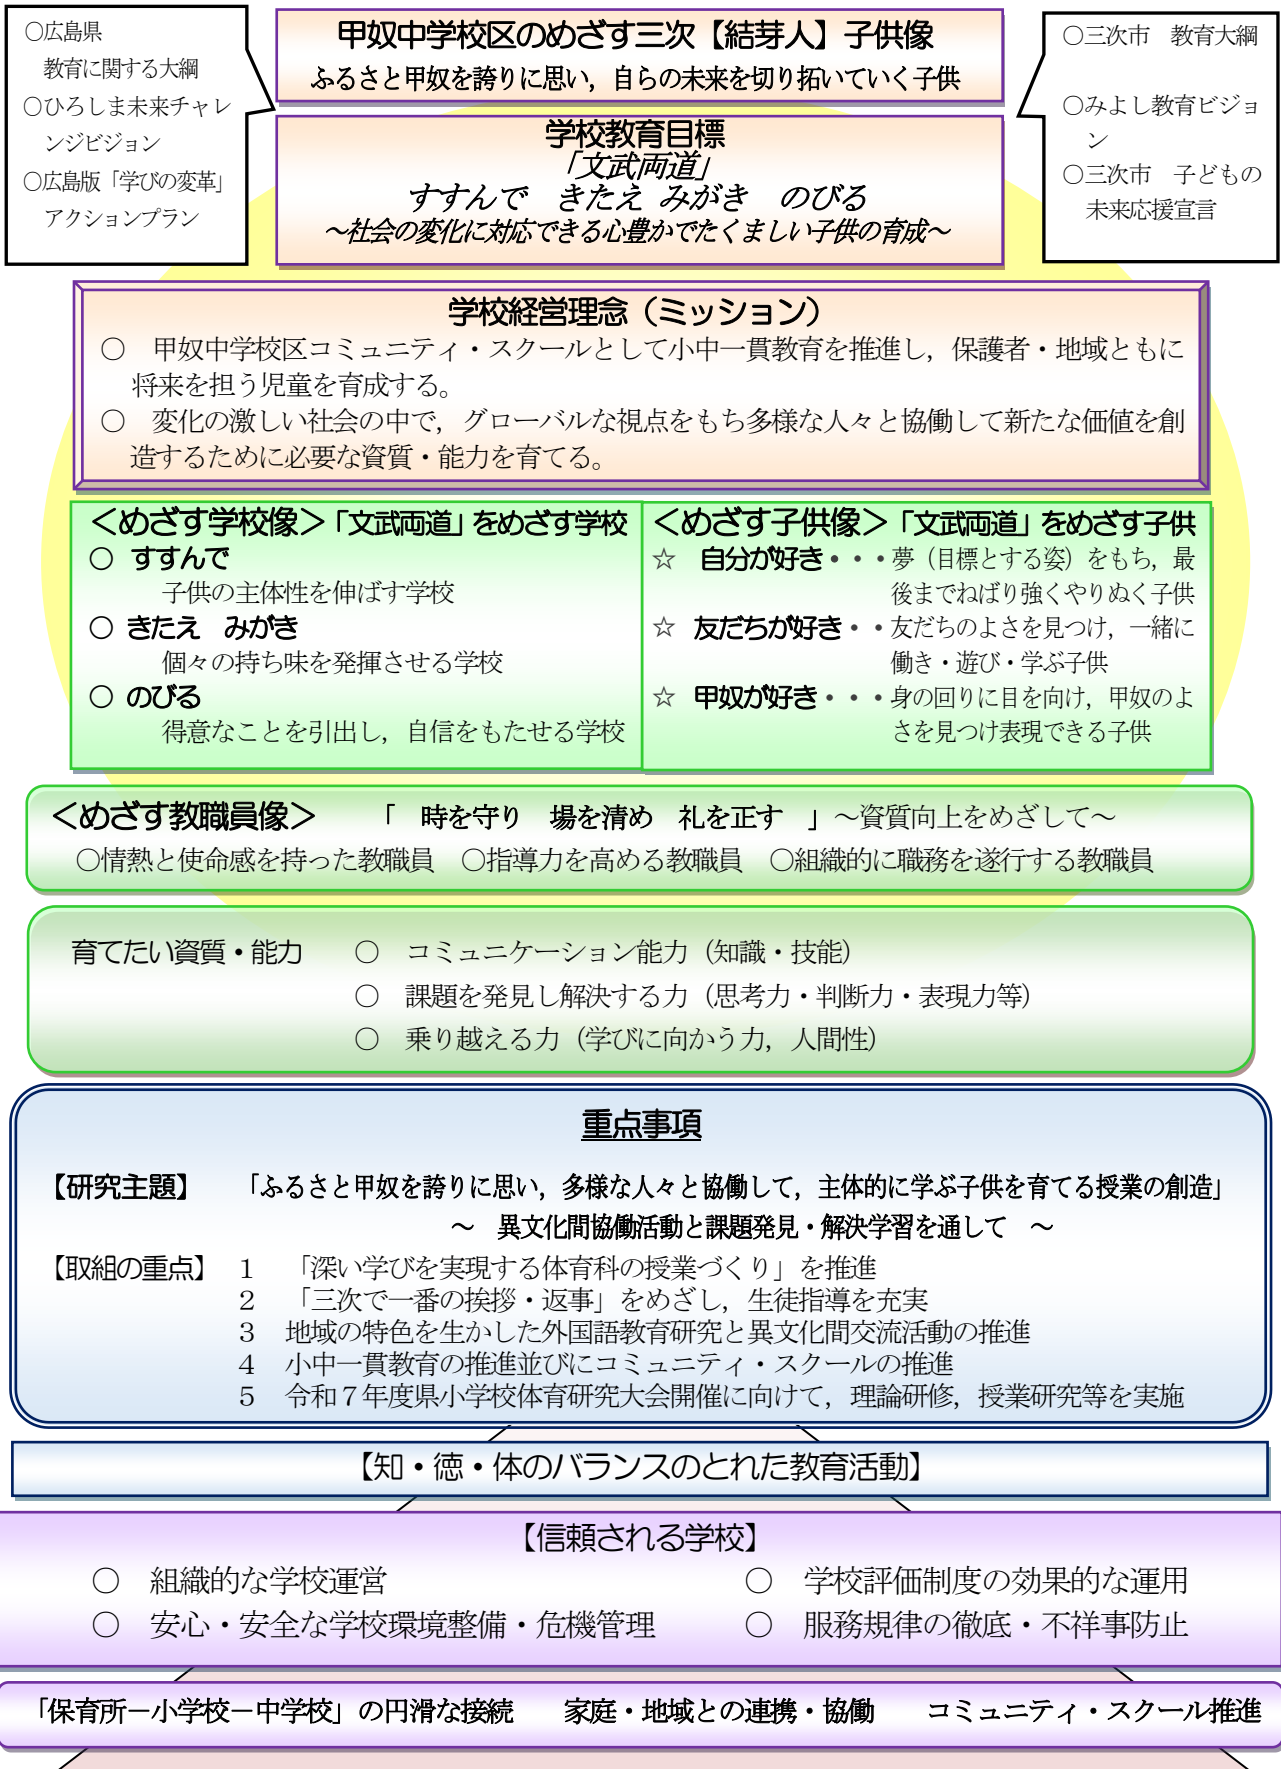 ○広島県
教育に関する大綱
○ひろしま未来チャレ
ンジビジョン
○広島版「学びの変革」
アクションプラン
甲奴中学校区のめざす三次【結芽人】子供像
ふるさと甲奴を誇りに思い，自らの未来を切り拓いていく子供
○三次市　教育大綱
○みよし教育ビジョ
ン
○三次市　子どもの
未来応援宣言
学校教育目標
「文武両道」
すすんで　きたえ みがき　のびる
～社会の変化に対応できる心豊かでたくましい子供の育成～
学校経営理念（ミッション）
○　甲奴中学校区コミュニティ・スクールとして小中一貫教育を推進し，保護者・地域ともに
将来を担う児童を育成する。
○　変化の激しい社会の中で，グローバルな視点をもち多様な人々と協働して新たな価値を創
造するために必要な資質・能力を育てる。
＜めざす学校像＞「文武両道」をめざす学校
○ すすんで
子供の主体性を伸ばす学校
○ きたえ　みがき
個々の持ち味を発揮させる学校
○ のびる
得意なことを引出し，自信をもたせる学校
＜めざす子供像＞「文武両道」をめざす子供
☆　自分が好き・・・夢（目標とする姿）をもち，最
後までねばり強くやりぬく子供
☆　友だちが好き・・友だちのよさを見つけ，一緒に
働き・遊び・学ぶ子供
☆　甲奴が好き・・・身の回りに目を向け，甲奴のよ
さを見つけ表現できる子供
＜めざす教職員像＞　「　時を守り　場を清め　礼を正す　」～資質向上をめざして～
○情熱と使命感を持った教職員　○指導力を高める教職員　○組織的に職務を遂行する教職員
育てたい資質・能力　○　コミュニケーション能力（知識・技能）
○　課題を発見し解決する力（思考力・判断力・表現力等）
○　乗り越える力（学びに向かう力，人間性）
重点事項
【研究主題】　「ふるさと甲奴を誇りに思い，多様な人々と協働して，主体的に学ぶ子供を育てる授業の創造」
～　異文化間協働活動と課題発見・解決学習を通して　～
【取組の重点】　１　「深い学びを実現する体育科の授業づくり」を推進
２　「三次で一番の挨拶・返事」をめざし，生徒指導を充実
３　地域の特色を生かした外国語教育研究と異文化間交流活動の推進
４　小中一貫教育の推進並びにコミュニティ・スクールの推進
５　令和７年度県小学校体育研究大会開催に向けて，理論研修，授業研究等を実施
【知・徳・体のバランスのとれた教育活動】
【信頼される学校】
○　組織的な学校運営　○　学校評価制度の効果的な運用
○　安心・安全な学校環境整備・危機管理　○　服務規律の徹底・不祥事防止
「保育所－小学校－中学校」の円滑な接続　家庭・地域との連携・協働　コミュニティ・スクール推進